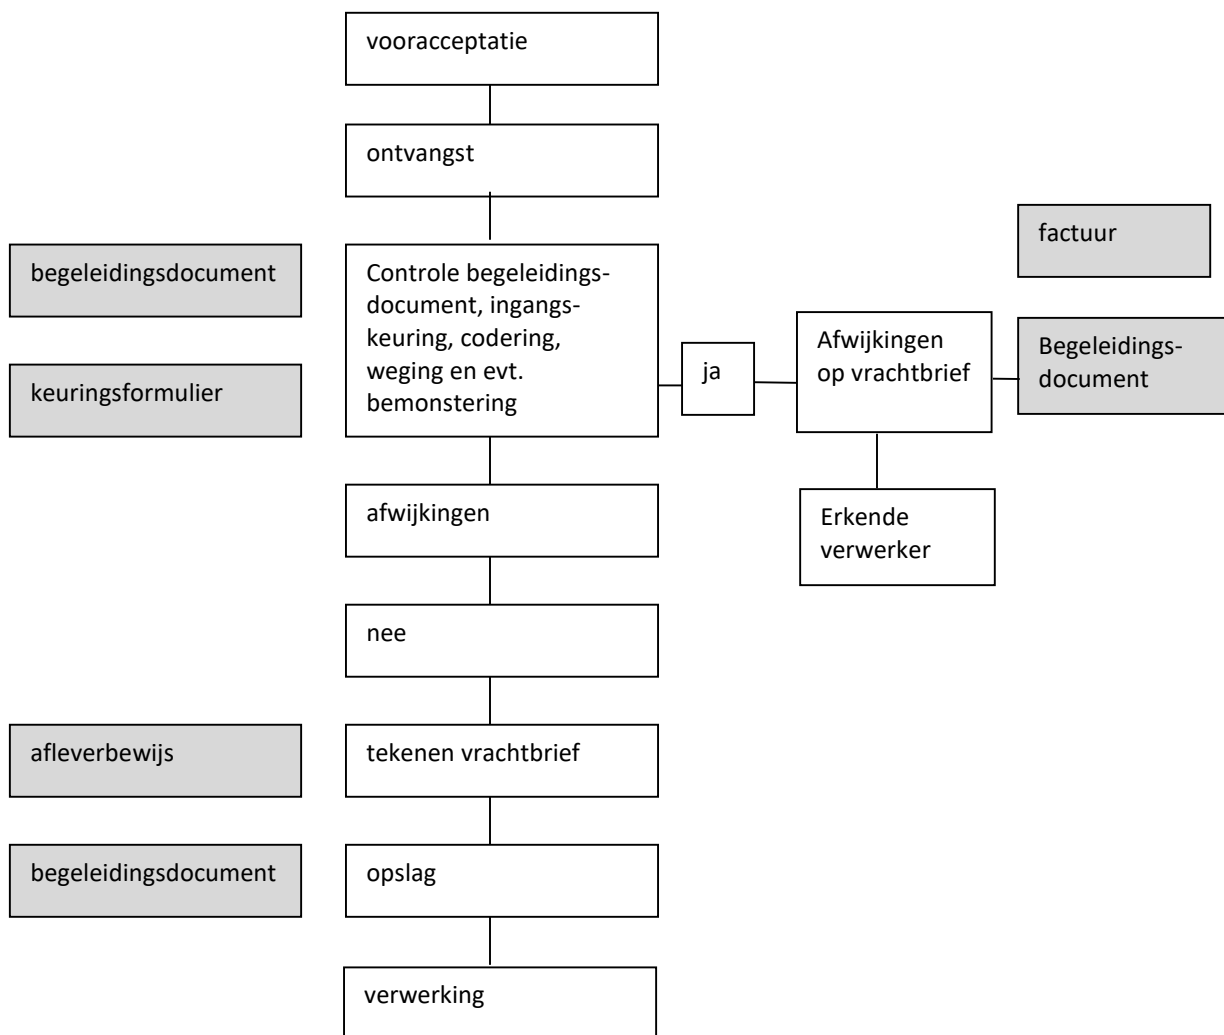 vooracceptatie
ontvangst
factuur
begeleidingsdocument
Controle begeleidings-
document, ingangs-
keuring, codering,
weging en evt.
bemonstering
keuringsformulier
ja
Afwijkingen
op vrachtbrief
Begeleidings-
document
afwijkingen
Erkende
verwerker
nee
afleverbewijs
tekenen vrachtbrief
begeleidingsdocument
opslag
verwerking